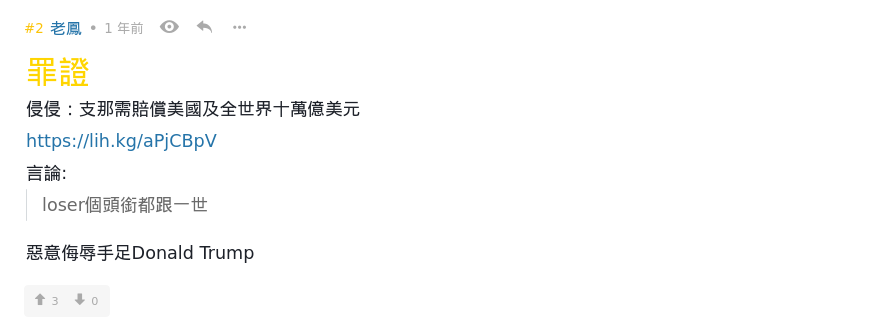 #2 老鳳 • 1 年前
罪證
侵侵：支那需賠償美國及全世界十萬億美元
https://lih.kg/aPjCBpV
言論:
loser個頭銜都跟一世
惡意侮辱手足Donald Trump
3 0